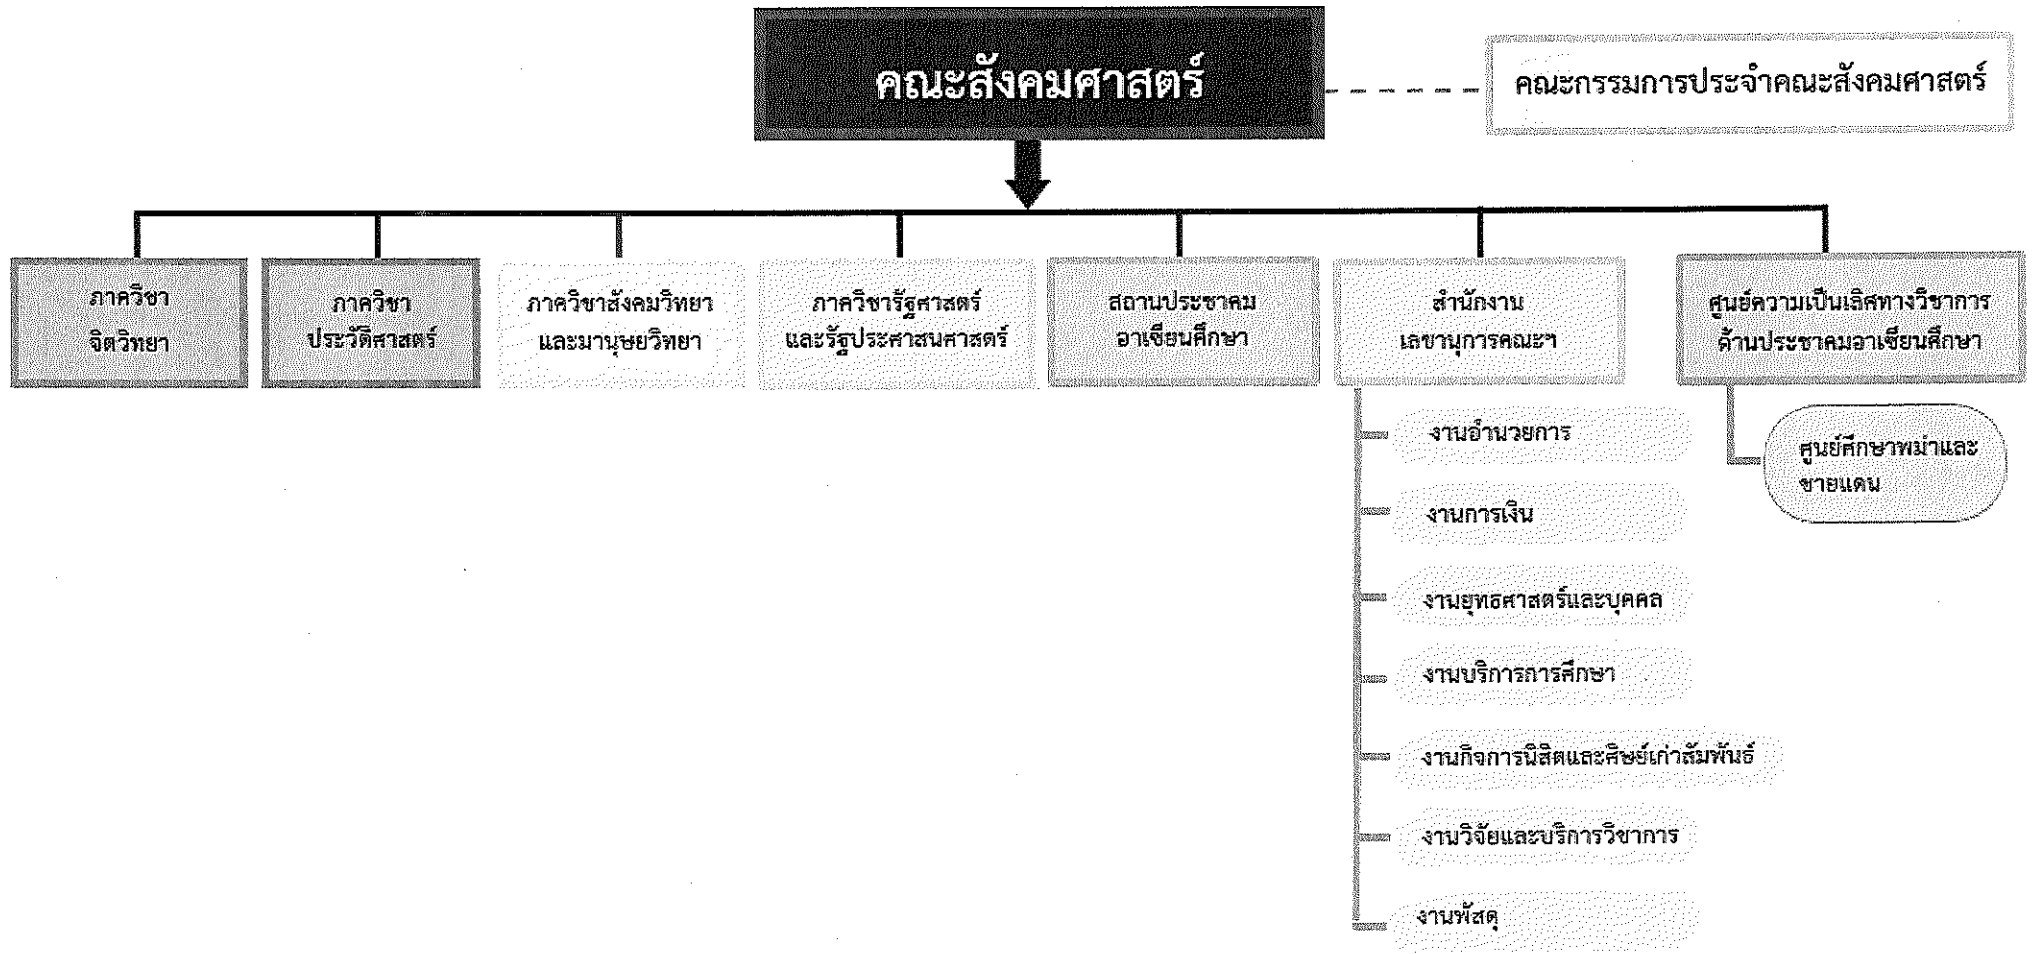 คณะสังคมศาสตร์
คณะกรรมการประจำคณะสังคมศาสตร์
ภาควิชา
จิตวิทยา
ภาควิชา
ประวัติศาสตร์
ภาควิชาสังคมวิทยา
และมานุษยวิทยา
ภาควิชารัฐศาสตร์
และรัฐประศาสนศาสตร์
สถานประชาคม
อาเซียนศึกษา
สำนักงาน
เลขานุการคณะฯ
ศูนย์ความเป็นเลิศทางวิชาการ
ด้านประชาคมอาเซียนศึกษา
งานอำนวยการ
งานการเงิน
งานยุทธศาสตร์และบุคคล
งานบริการการศึกษา
งานกิจการนิสิตและศิษย์เก่าสัมพันธ์
งานวิจัยและบริการวิชาการ
งานพัสดุ
ศูนย์ศึกษาพม่าและ
ชายแดน